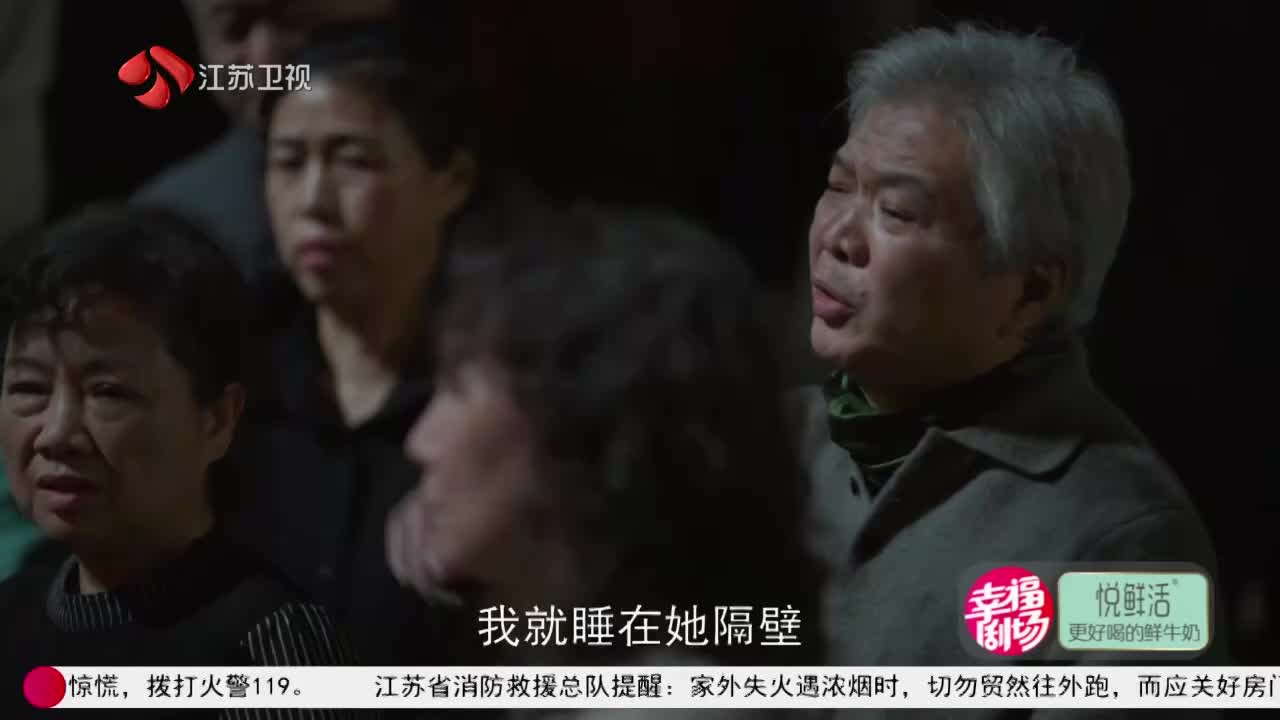 江苏卫视
我就睡在她隔壁
幸福剧场
悦鲜活®
更好喝的鲜牛奶
惊慌，拨打火警119。 江苏省消防救援总队提醒：家外失火遇浓烟时，切勿贸然往外跑，而应关好房门